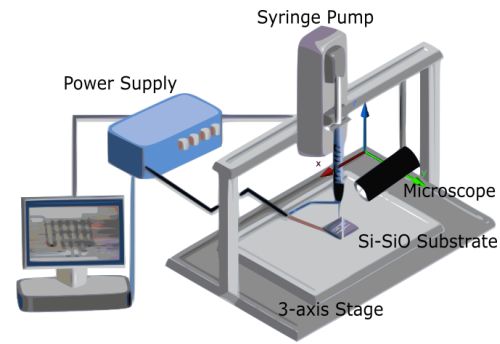 Syringe Pump
Power Supply
x
Microscope
Si-SiO Substrate
3-axis Stage